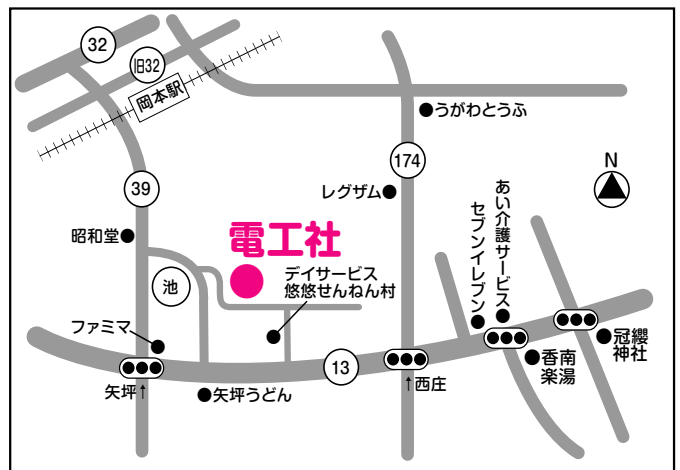 32
旧32
岡本駅
うがわとうふ
174
N
39
レグザム
あい介護サービス
セブンイレブン
昭和堂
電工社
池
デイサービス
悠悠せんねん村
ファミマ
13
冠纓
神社
香南
楽湯
矢坪↑
矢坪うどん
↑西庄